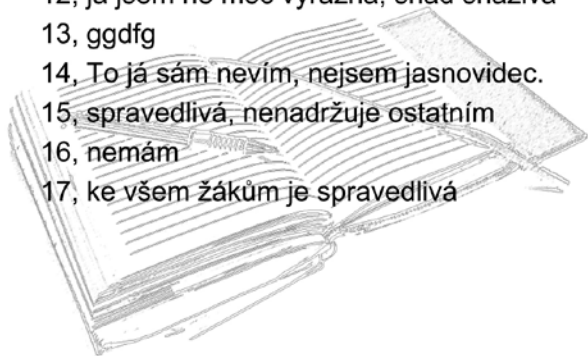 13, ggdfg
14, To já sám nevím, nejsem jasnovidec.
15, spravedlivá, nenadržuje ostatním
16, nemám
17, ke všem žákům je spravedlivá